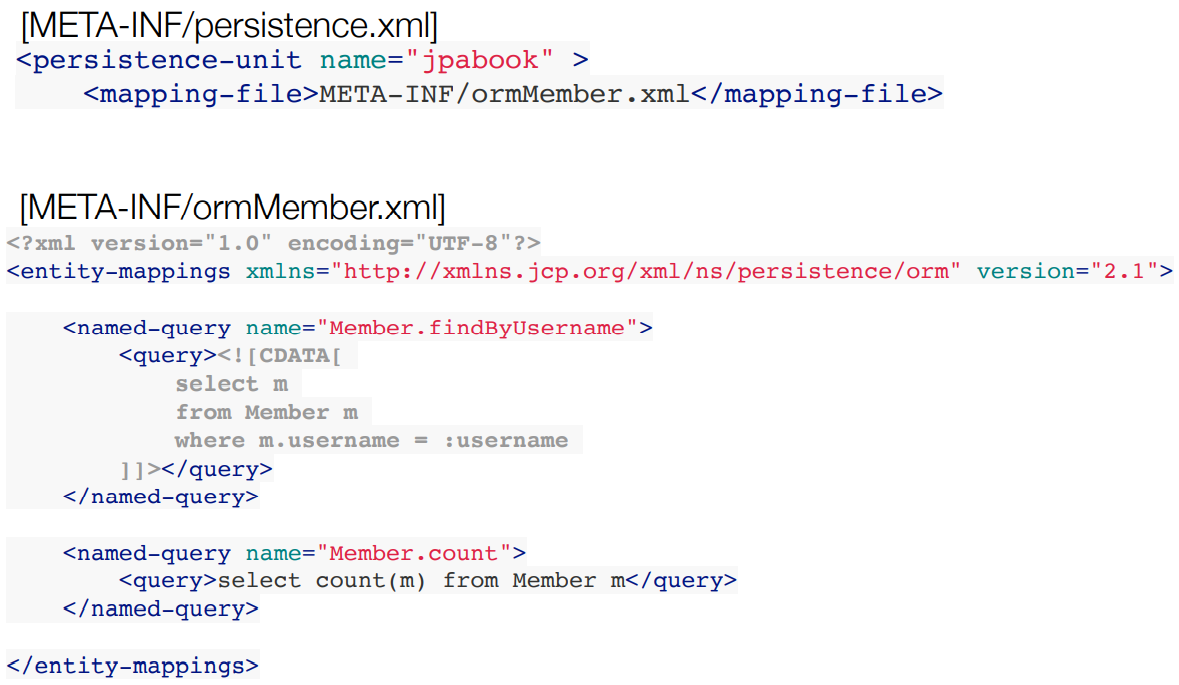 [META-INF/persistence.xml]
<persistence-unit name="jpabook" >
    <mapping-file>META-INF/ormMember.xml</mapping-file>
[META-INF/ormMember.xml]
<?xml version="1.0" encoding="UTF-8"?>
<entity-mappings xmlns="http://xmlns.jcp.org/xml/ns/persistence/orm" version="2.1">
    <named-query name="Member.findByUsername">
        <query><![CDATA[
            select m
            from Member m
            where m.username = :username
        ]]></query>
    </named-query>
    <named-query name="Member.count">
        <query>select count(m) from Member m</query>
    </named-query>
</entity-mappings>